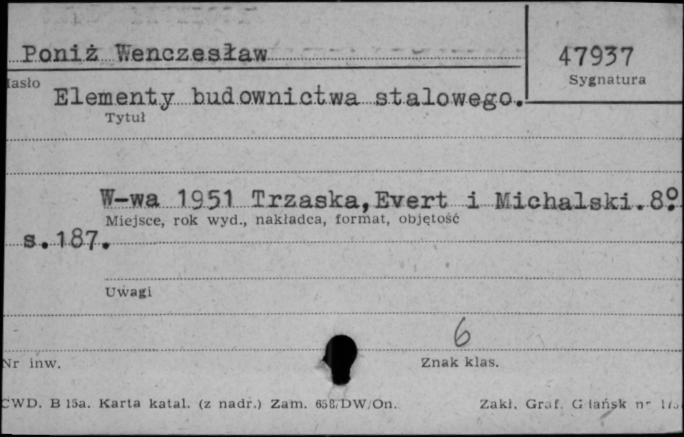 Poniż Wenczesław
47937
Sygnatura
Elementy budownictwa stalowego.
Tytuł
W-wa 1951 Trzaska,Evert i Michalski.8º.
Miejsce, rok wyd., nakładca, format, objętość
s.187.
Uwagi
6
Nr inw.
Znak klas.
CWD. B 15a. Karta katal. (z nadr.) Zam. 658/DW/On.
Zakł. Graf. Gdańsk